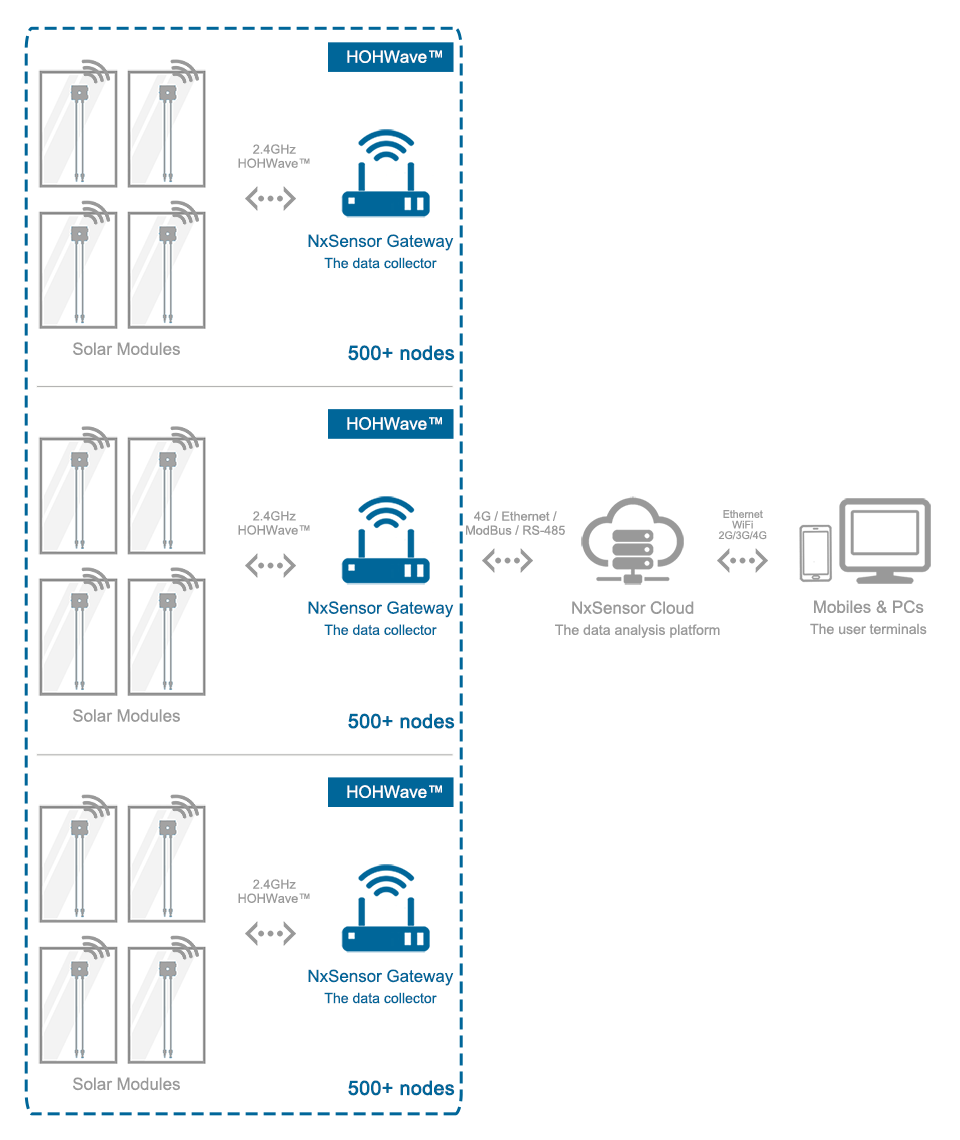 HOHWave™
2.4GHz
HOHWave™
NxSensor Gateway
The data collector
Solar Modules
500+ nodes
HOHWave™
2.4GHz
HOHWave™
NxSensor Gateway
The data collector
Solar Modules
500+ nodes
4G / Ethernet /
ModBus / RS-485
NxSensor Cloud
The data analysis platform
Ethernet
WiFi
2G/3G/4G
Mobiles & PCs
The user terminals
HOHWave™
2.4GHz
HOHWave™
NxSensor Gateway
The data collector
Solar Modules
500+ nodes